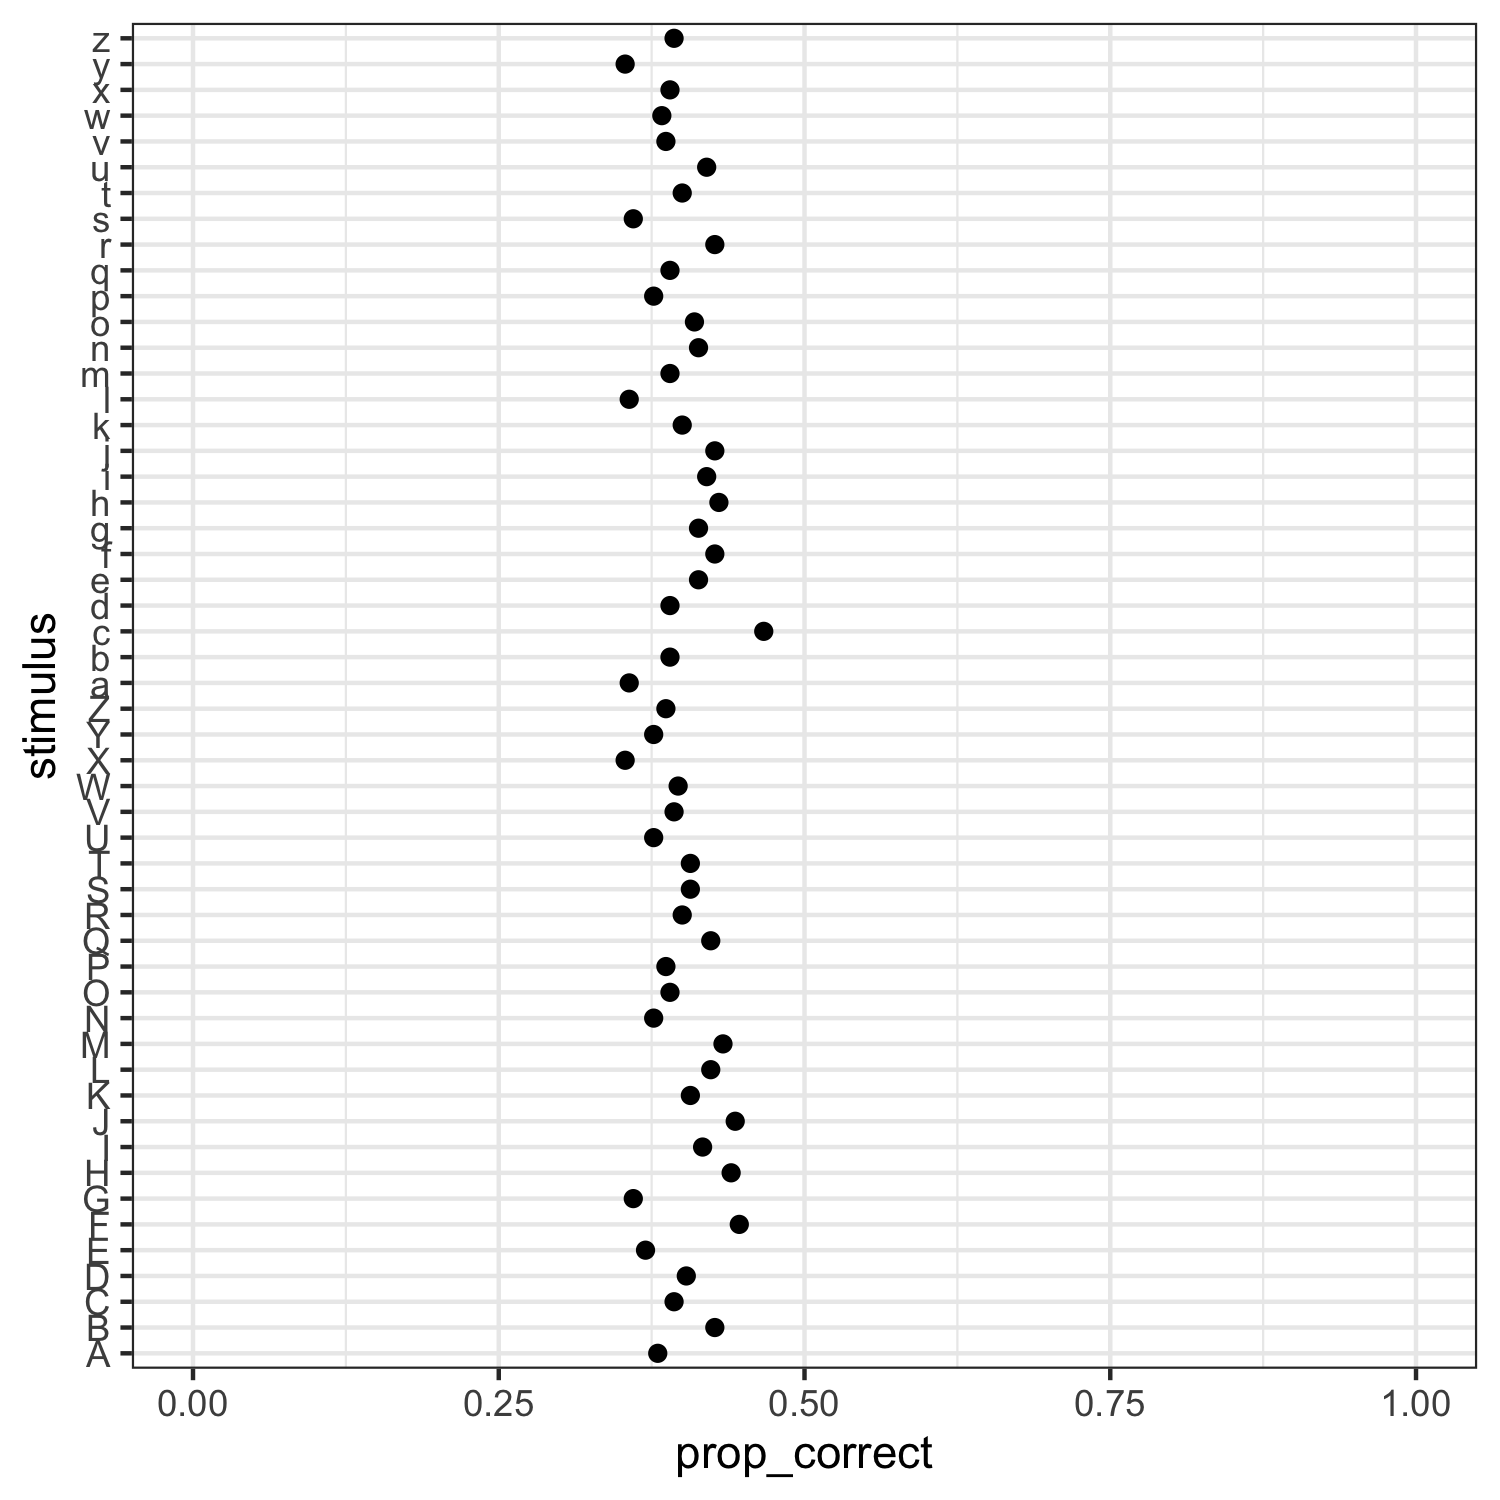 z
y
x
w
v
u
t
s
r
q
p
o
n
m
l
k
j
i
h
g
f
e
d
c
b
a
Z
Y
X
W
V
U
T
S
R
Q
P
O
N
M
L
K
J
I
H
G
F
E
D
C
B
A
stimulus
0.00 0.25 0.50 0.75 1.00
prop_correct